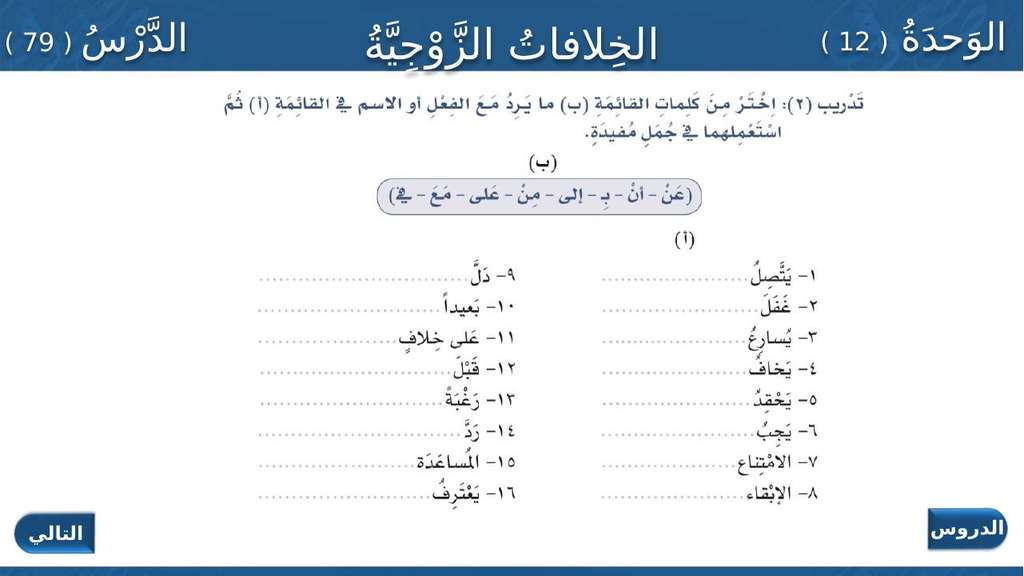 الوَحدَةُ ( 12 )
الخِلافاتُ الزَّوْجِيَّةُ
الدَّرْسُ ( 79 )
تَدْريب (٢): اِخْتَرْ مِنَ كَلِماتِ القائِمَةِ (ب) ما يَرِدُ مَعَ الفِعْلِ أو الاسم في القائِمَةِ (أ) ثُمَّ
اسْتَعْمِلهما في جُمَلٍ مُفيدَةٍ.
(ب)
(عَنْ - أنْ - بِـ - إلى - مِنْ - عَلى - مَعَ - في)
(أ)
١- يَتَّصِلُ ............................
٢- غَفَلَ ............................
٣- يُسارِعُ ............................
٤- يَخافُ ............................
٥- يَحْقِدُ ............................
٦- يَجِبُ ............................
٧- الامْتِناع ............................
٨- الإبْقاء ............................
٩- دَلَّ ............................
١٠- بَعيداً ............................
١١- عَلى خِلافٍ ............................
١٢- قَبْلَ ............................
١٣- رَغْبَةً ............................
١٤- رَدَّ ............................
١٥- المُساعَدَة ............................
١٦- يَعْتَرِفُ ............................
الدروس
التالي